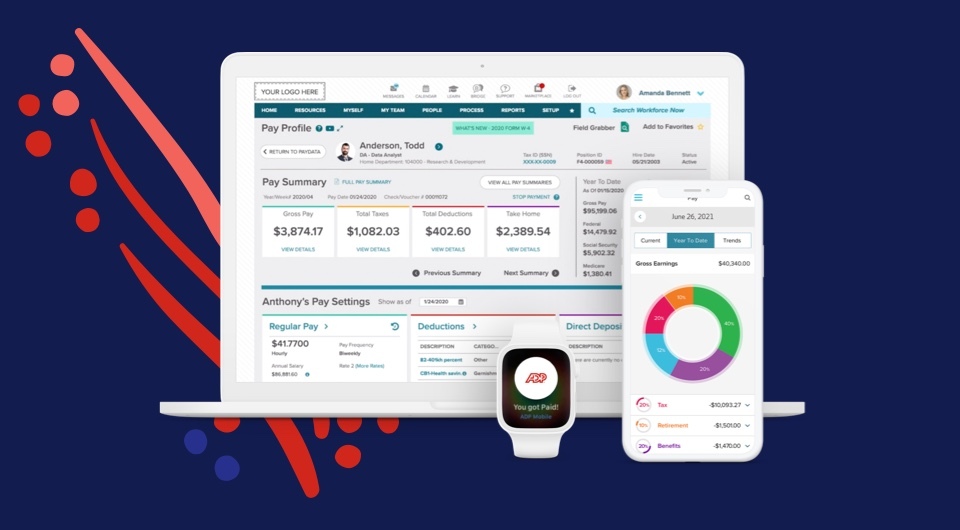 YOUR LOGO HERE
MESSAGES CALENDAR LEARN BRIDGE SUPPORT MARKETPLACE LOG OUT
Amanda Bennett
HOME RESOURCES MYSELF MY TEAM PEOPLE PROCESS REPORTS SETUP
Search Workforce Now
Pay Profile
WHAT'S NEW - 2020 FORM W-4
Field Grabber
Add to Favorites
RETURN TO PAYDATA
Anderson, Todd
DA - Data Analyst
Home Department: 104000 - Research & Development
Tax ID (SSN)
XXX-XX-0009
Position ID
F4-000059
Hire Date
05/21/2003
Status
Active
Pay Summary
FULL PAY SUMMARY
VIEW ALL PAY SUMMARIES
Year/Week# 2020/04 Pay Date 01/24/2020 Check/Voucher # 00011072
STOP PAYMENT
Gross Pay
$3,874.17
VIEW DETAILS
Total Taxes
$1,082.03
VIEW DETAILS
Total Deductions
$402.60
VIEW DETAILS
Take Home
$2,389.54
VIEW DETAILS
Previous Summary
Next Summary
Year To Date
Gross Pay
$95,199.06
Federal
$14,479.92
Social Security
$5,902.32
Medicare
$1,380.41
Anthony's Pay Settings
Show as of
1/24/2020
Regular Pay
$41.7700
Hourly
Pay Frequency
Biweekly
Annual Salary
$86,881.60
Rate 2 (More Rates)
Deductions
DESCRIPTION CATEGO...
82-401kh percent Other
CB1-Health savin
Direct Deposi
DESCRIPTION
here are currently no
ADP
You got Paid!
ADP Mobile
Pay
June 26, 2021
Current
Year To Date
Trends
Gross Earnings
$40,340.00
10%
40%
20%
12%
20%
20%
Tax
-$10,093.27
10%
Retirement
-$1,501.00
20%
Benefits
-$1,470.00